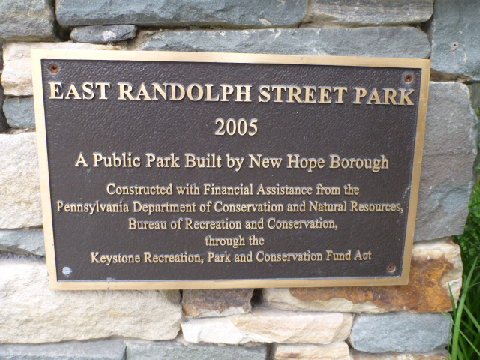 EAST RANDOLPH STREET PARK
2005
A Public Park Built by New Hope Borough
Constructed with Financial Assistance from the
Pennsylvania Department of Conservation and Natural Resources,
Bureau of Recreation and Conservation,
through the
Keystone Recreation, Park and Conservation Fund Act